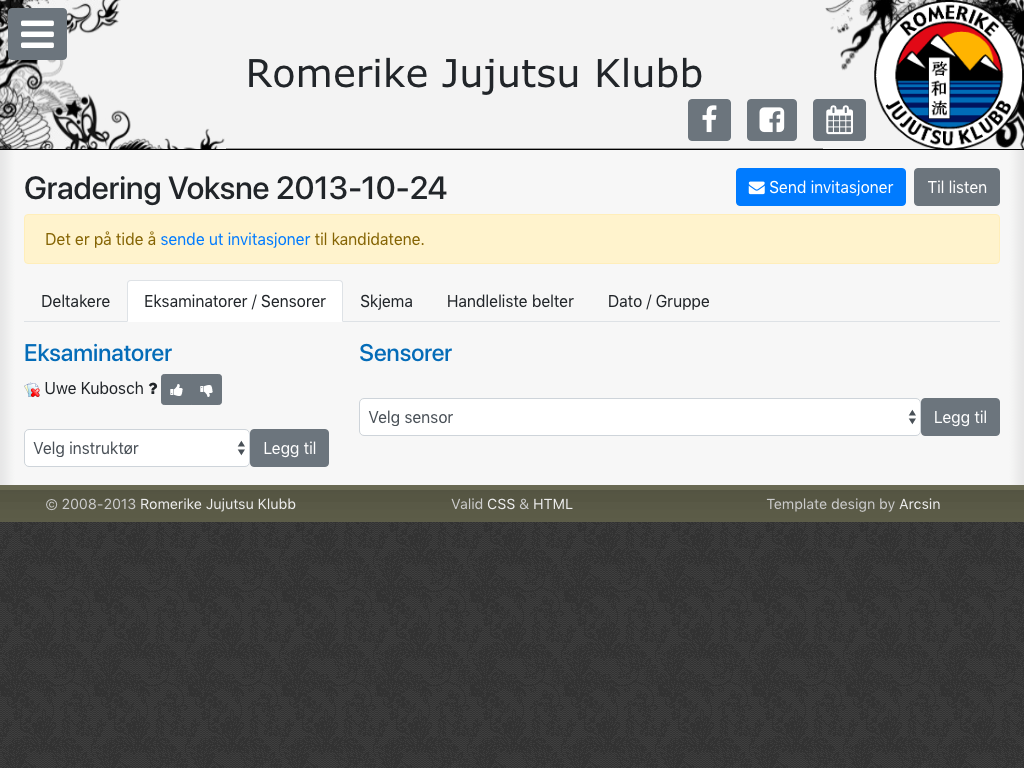 Romerike Jujutsu Klubb
ROMERIKE
啓和流
JUJUTSU KLUBB
Gradering Voksne 2013-10-24
Send invitasjoner
Til listen
Det er på tide å sende ut invitasjoner til kandidatene.
Deltakere
Eksaminatorer / Sensorer
Skjema
Handleliste belter
Dato / Gruppe
Eksaminatorer
Uwe Kubosch ?
Velg instruktør
Legg til
Sensorer
Velg sensor
Legg til
© 2008-2013 Romerike Jujutsu Klubb
Valid CSS & HTML
Template design by Arcsin